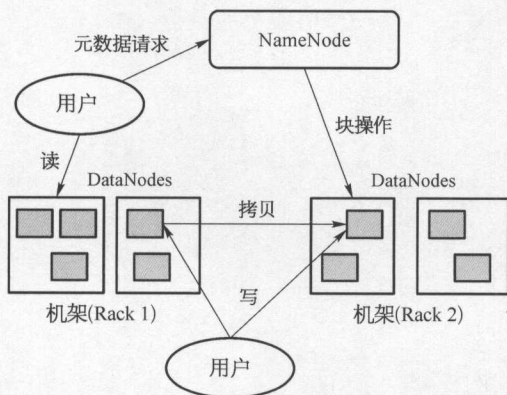 元数据请求
NameNode
用户
块操作
读
DataNodes
DataNodes
拷贝
写
机架(Rack 1)
机架(Rack 2)
用户